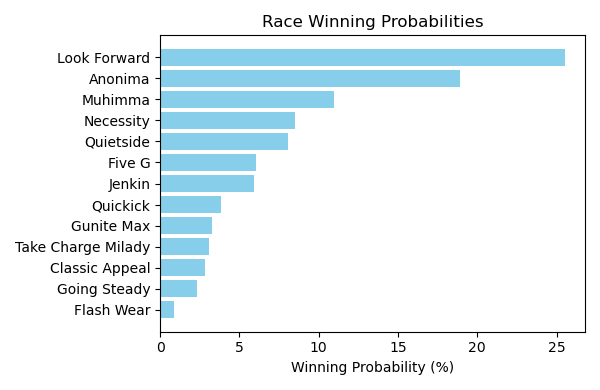 Race Winning Probabilities
Look Forward
Anonima
Muhimma
Necessity
Quietside
Five G
Jenkin
Quickick
Gunite Max
Take Charge Milady
Classic Appeal
Going Steady
Flash Wear
0 5 10 15 20 25
Winning Probability (%)